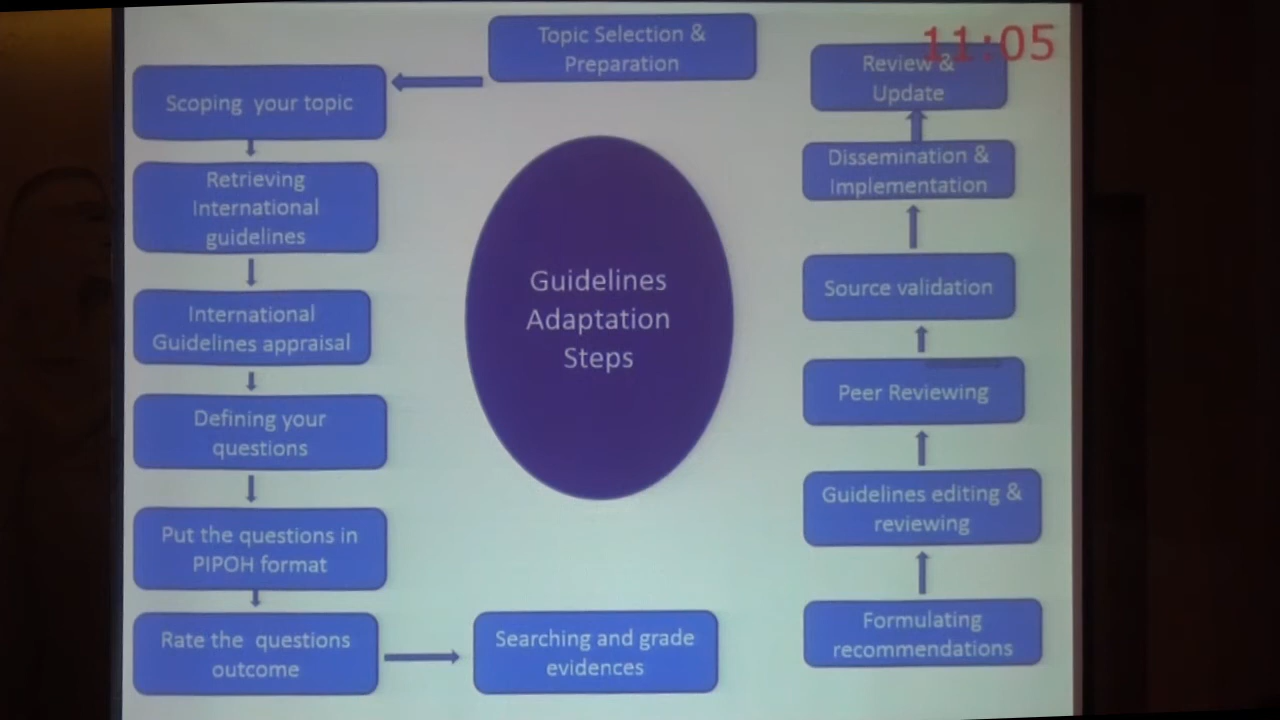 Topic Selection &
Preparation
Scoping your topic
Retrieving
International
guidelines
International
Guidelines appraisal
Defining your
questions
Put the questions in
PIPOH format
Rate the questions
outcome
Searching and grade
evidences
Guidelines
Adaptation
Steps
Formulating
recommendations
Guidelines editing &
reviewing
Peer Reviewing
Source validation
Dissemination &
Implementation
Review &
Update
11:05